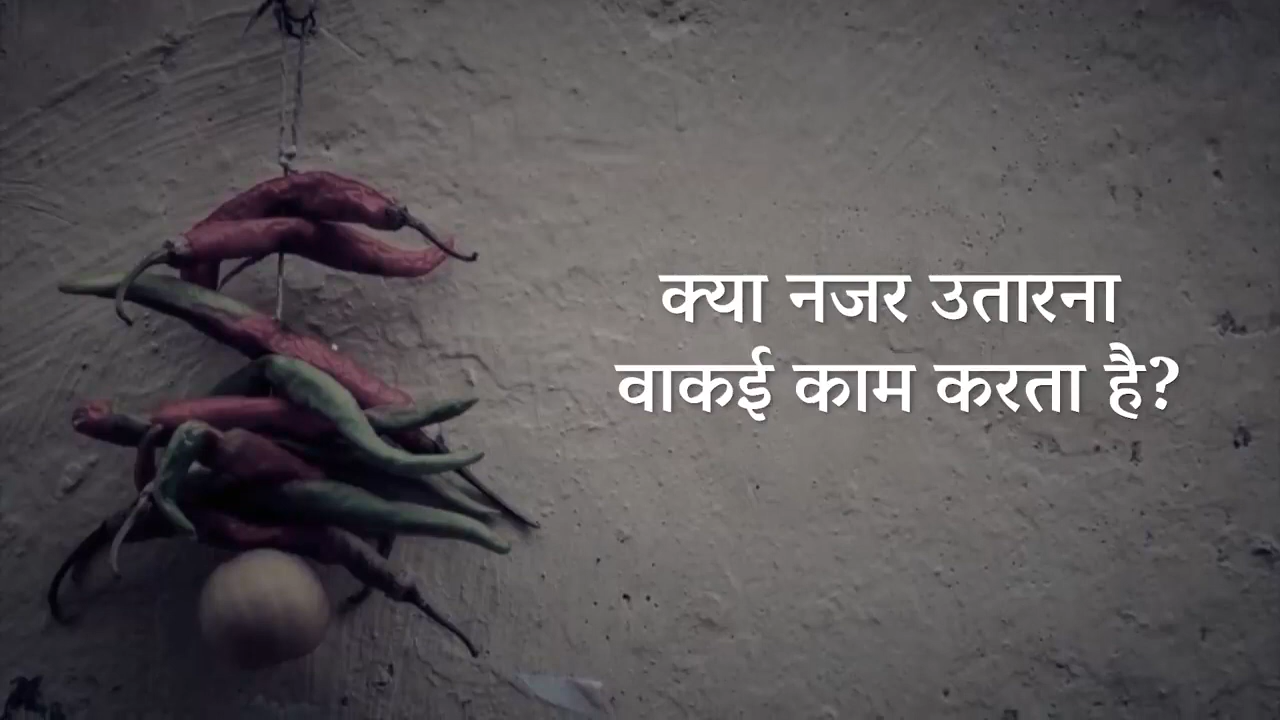 क्या नजर उतारना
वाकई काम करता है?